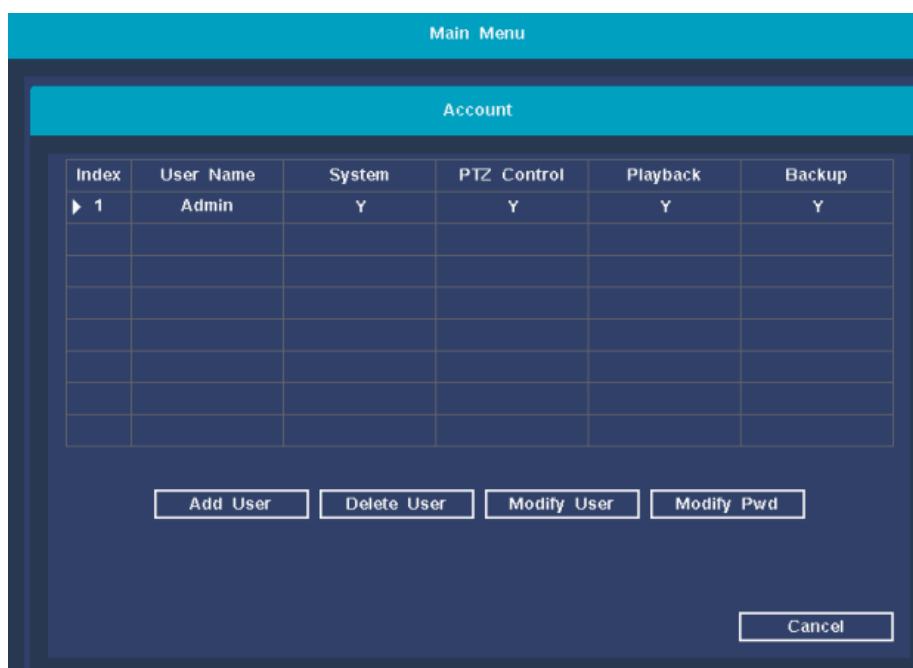 Main Menu
Account
Index User Name System PTZ Control Playback Backup
1 Admin Y Y Y Y
Add User Delete User Modify User Modify Pwd
Cancel